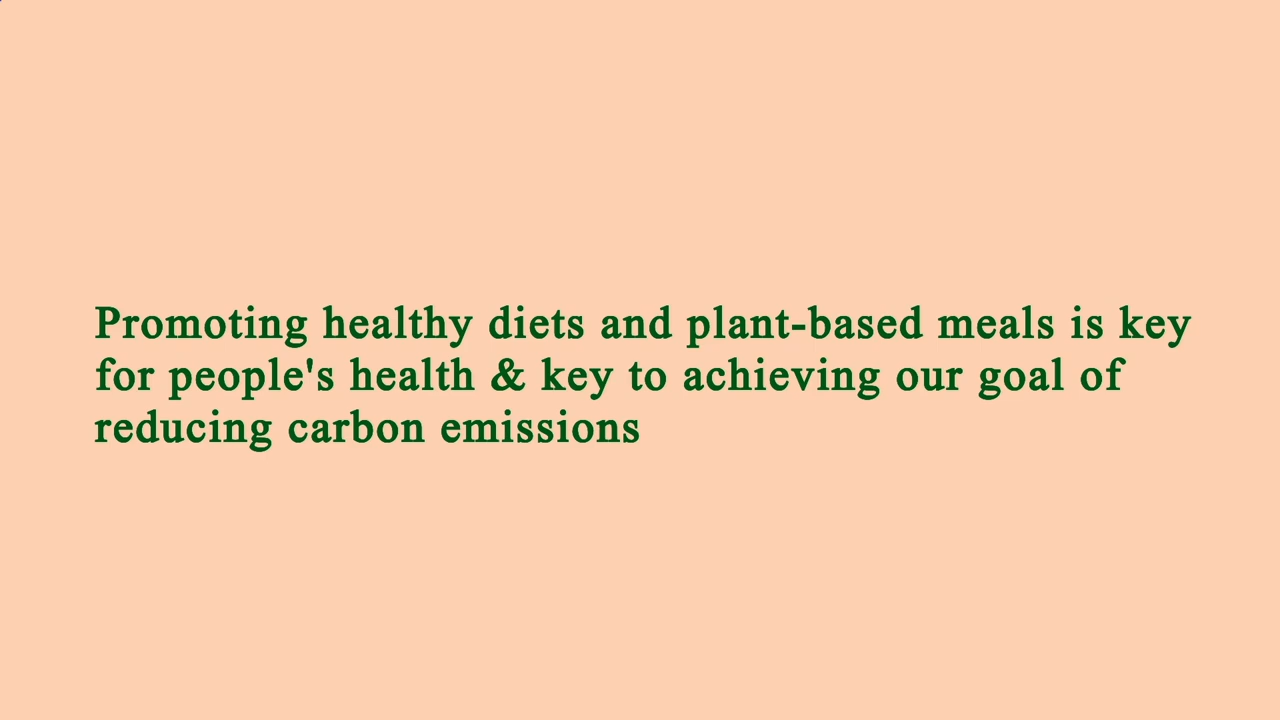 Promoting healthy diets and plant-based meals is key
for people's health & key to achieving our goal of
reducing carbon emissions